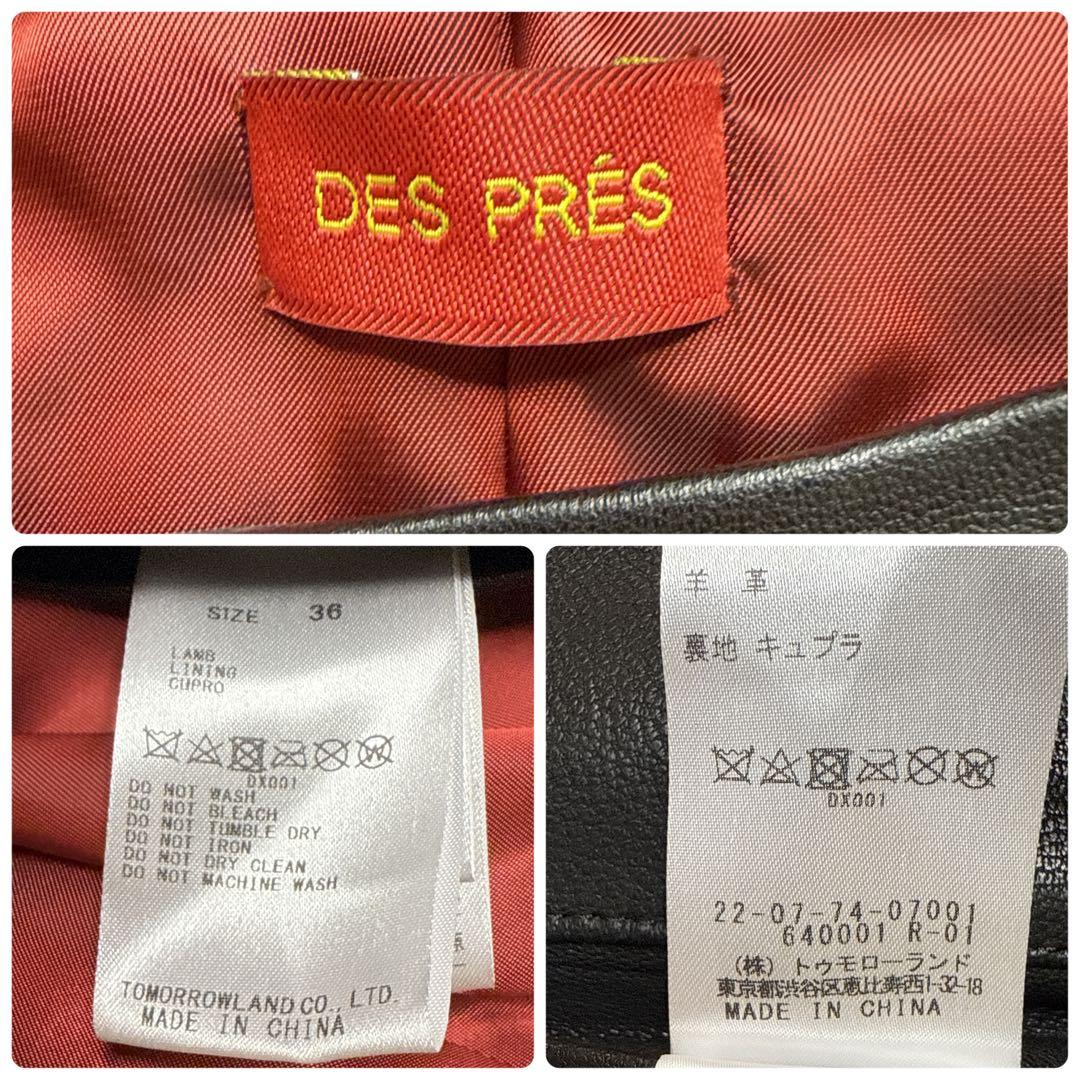 DES PRÉS
SIZE 36
LAMB
LINING
CUPRO
DX001
DO NOT WASH
DO NOT BLEACH
DO NOT TUMBLE DRY
DO NOT IRON
DO NOT DRY CLEAN
DO NOT MACHINE WASH
TOMORROWLAND CO., LTD.
MADE IN CHINA
羊 革
裏地 キュプラ
DX001
22-07-74-07001
640001 R-01
(株) トゥモローランド
東京都渋谷区恵比寿西1-32-18
MADE IN CHINA